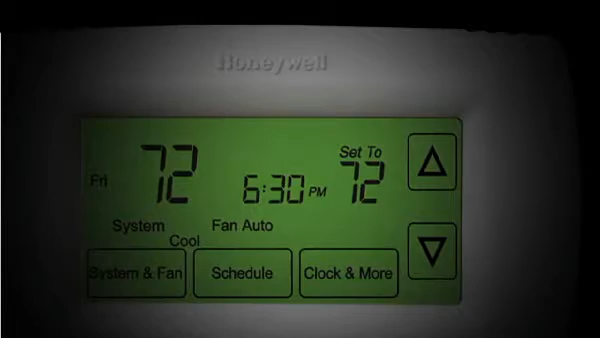 Honeywell
Set To
Fri 72 6:30 PM 72
System Fan Auto
Cool
System & Fan Schedule Clock & More